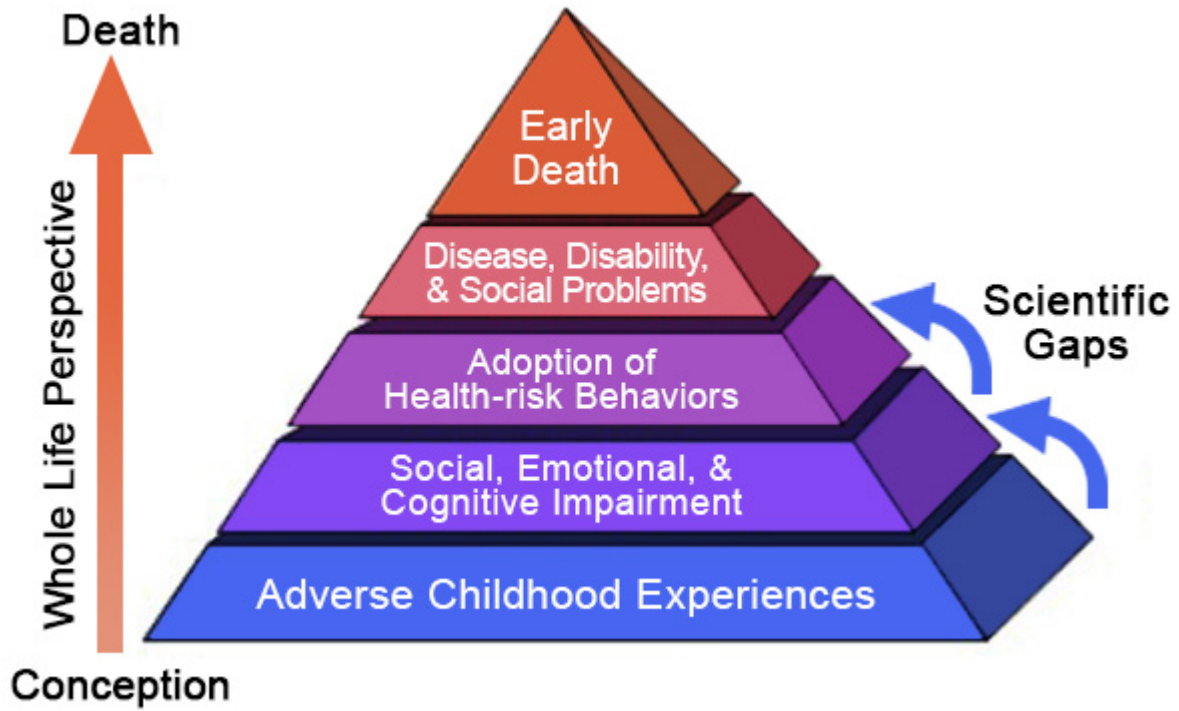 Death
Whole Life Perspective
Conception
Early
Death
Disease, Disability,
& Social Problems
Adoption of
Health-risk Behaviors
Social, Emotional, &
Cognitive Impairment
Adverse Childhood Experiences
Scientific
Gaps